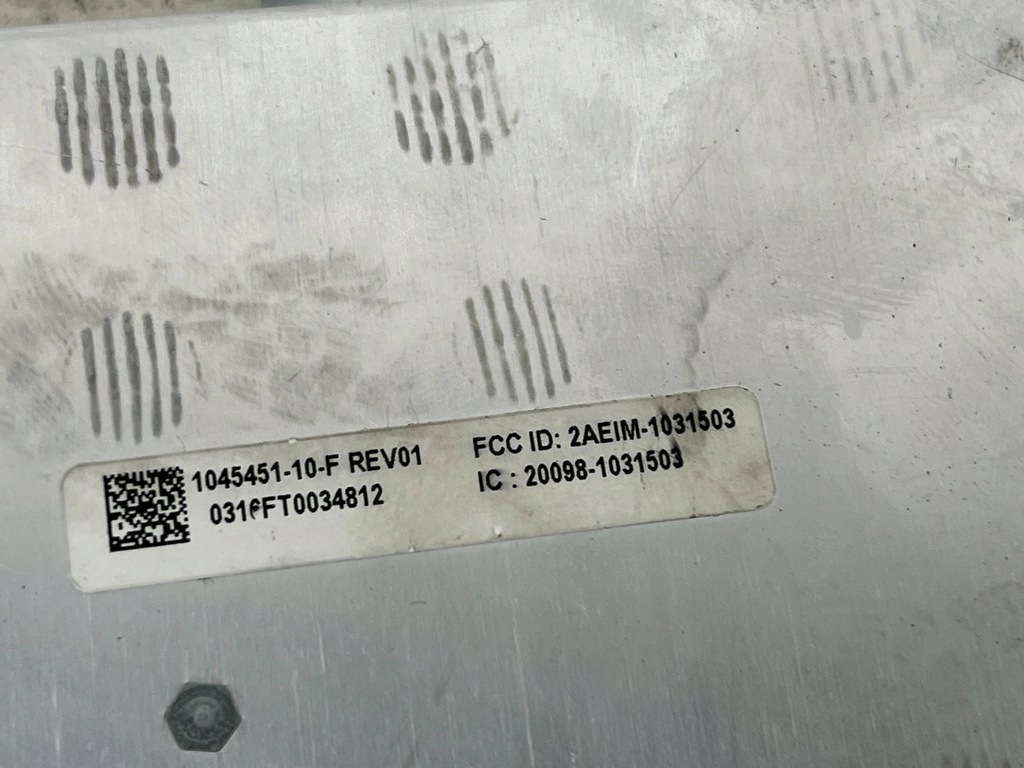 1045451-10-F REV01
FCC ID: 2AEIM-1031503
IC : 20098-1031503